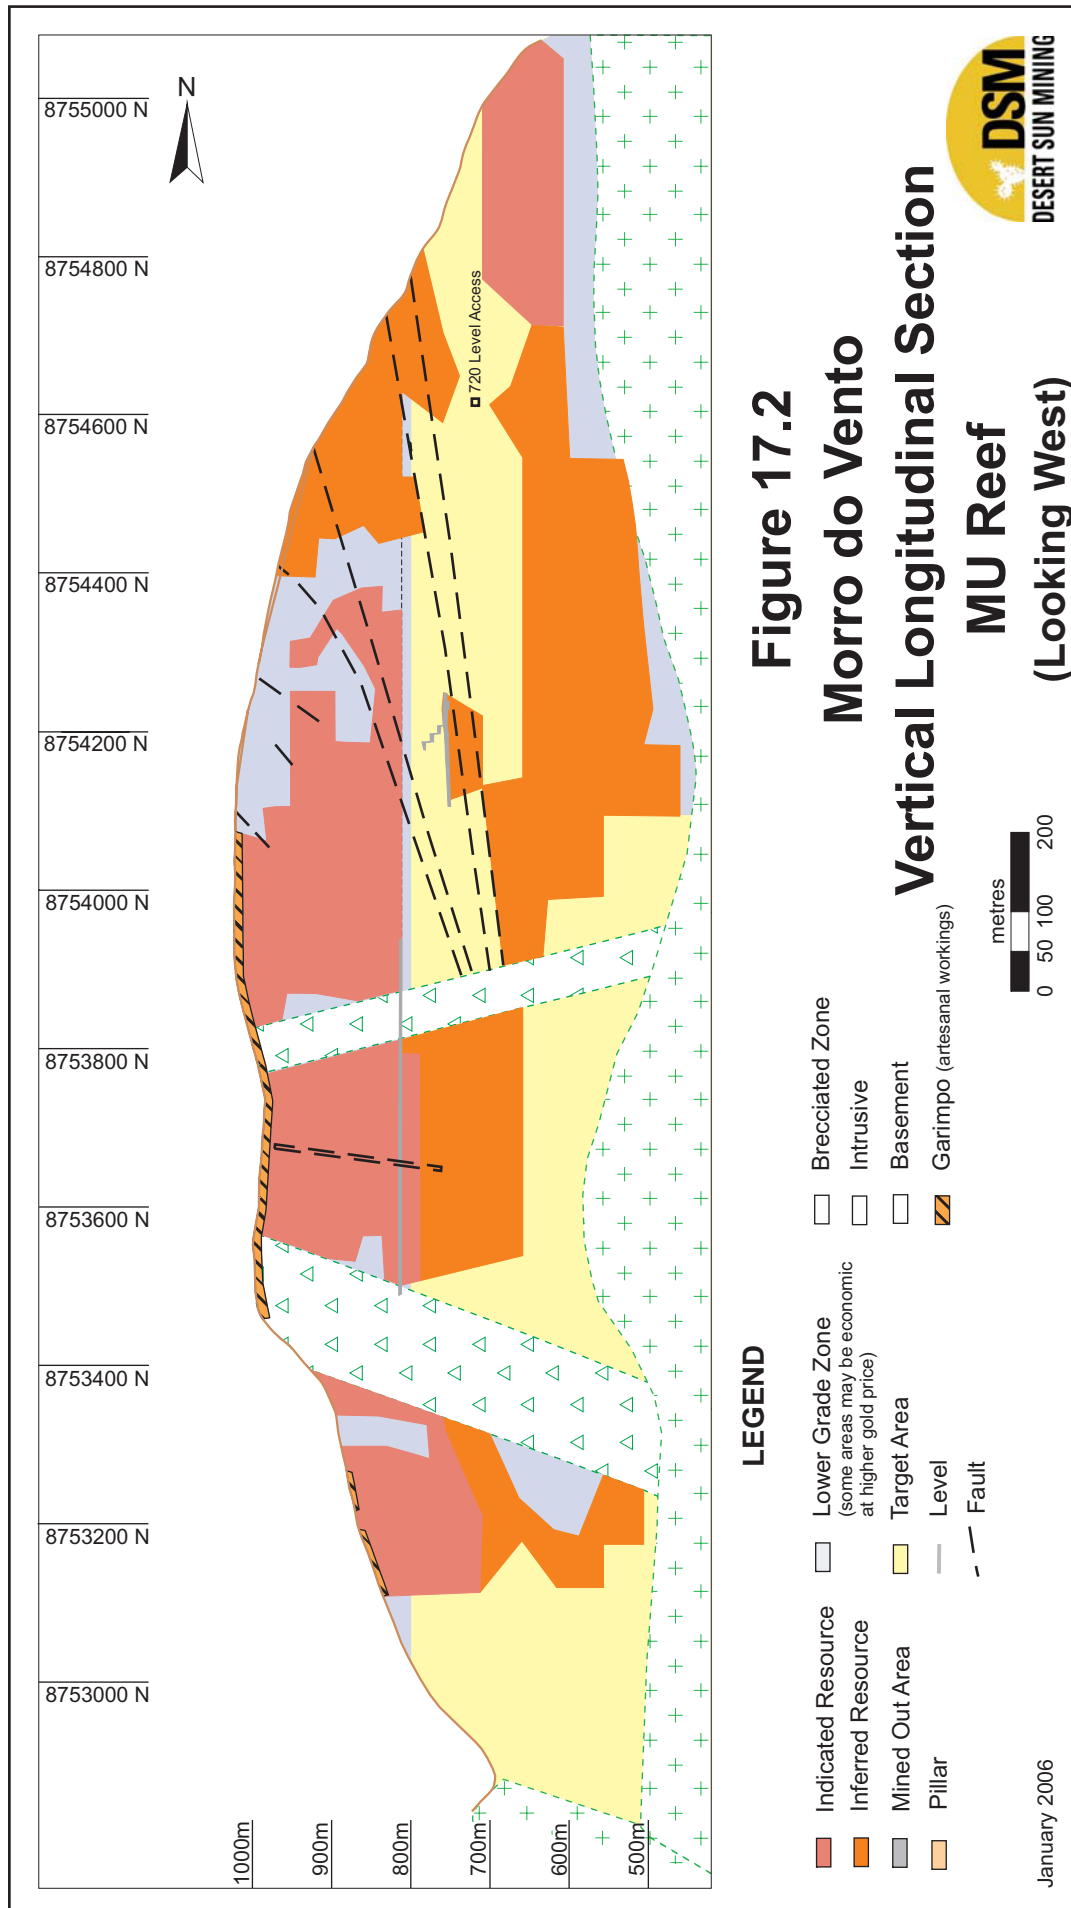 8755000 N
8754800 N
8754600 N
8754400 N
8754200 N
8754000 N
8753800 N
8753600 N
8753400 N
8753200 N
8753000 N
N
1000m
900m
800m
700m
600m
500m
720 Level Access
Figure 17.2
Morro do Vento
Vertical Longitudinal Section
MU Reef
(Looking West)
DSM
DESERT SUN MINING
LEGEND
Indicated Resource
Inferred Resource
Mined Out Area
Pillar
Lower Grade Zone
(some areas may be economic
at higher gold price)
Target Area
Level
Fault
Brecciated Zone
Intrusive
Basement
Garimpo (artesanal workings)
metres
0 50 100 200
January 2006